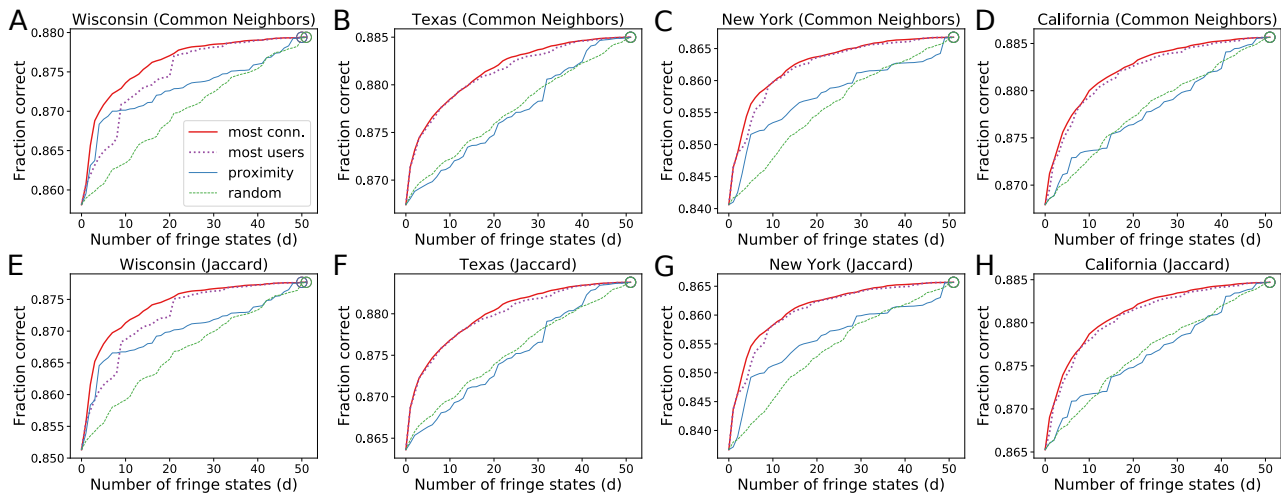 A Wisconsin (Common Neighbors)
Fraction correct
0.880
0.875
0.870
0.865
0.860
most conn.
most users
proximity
random
0 10 20 30 40 50
Number of fringe states (d)
B Texas (Common Neighbors)
Fraction correct
0.885
0.880
0.875
0.870
0 10 20 30 40 50
Number of fringe states (d)
C New York (Common Neighbors)
Fraction correct
0.865
0.860
0.855
0.850
0.845
0.840
0 10 20 30 40 50
Number of fringe states (d)
D California (Common Neighbors)
Fraction correct
0.885
0.880
0.875
0.870
0 10 20 30 40 50
Number of fringe states (d)
E Wisconsin (Jaccard)
Fraction correct
0.875
0.870
0.865
0.860
0.855
0.850
0 10 20 30 40 50
Number of fringe states (d)
F Texas (Jaccard)
Fraction correct
0.880
0.875
0.870
0.865
0 10 20 30 40 50
Number of fringe states (d)
G New York (Jaccard)
Fraction correct
0.865
0.860
0.855
0.850
0.845
0.840
0 10 20 30 40 50
Number of fringe states (d)
H California (Jaccard)
Fraction correct
0.885
0.880
0.875
0.870
0.865
0 10 20 30 40 50
Number of fringe states (d)